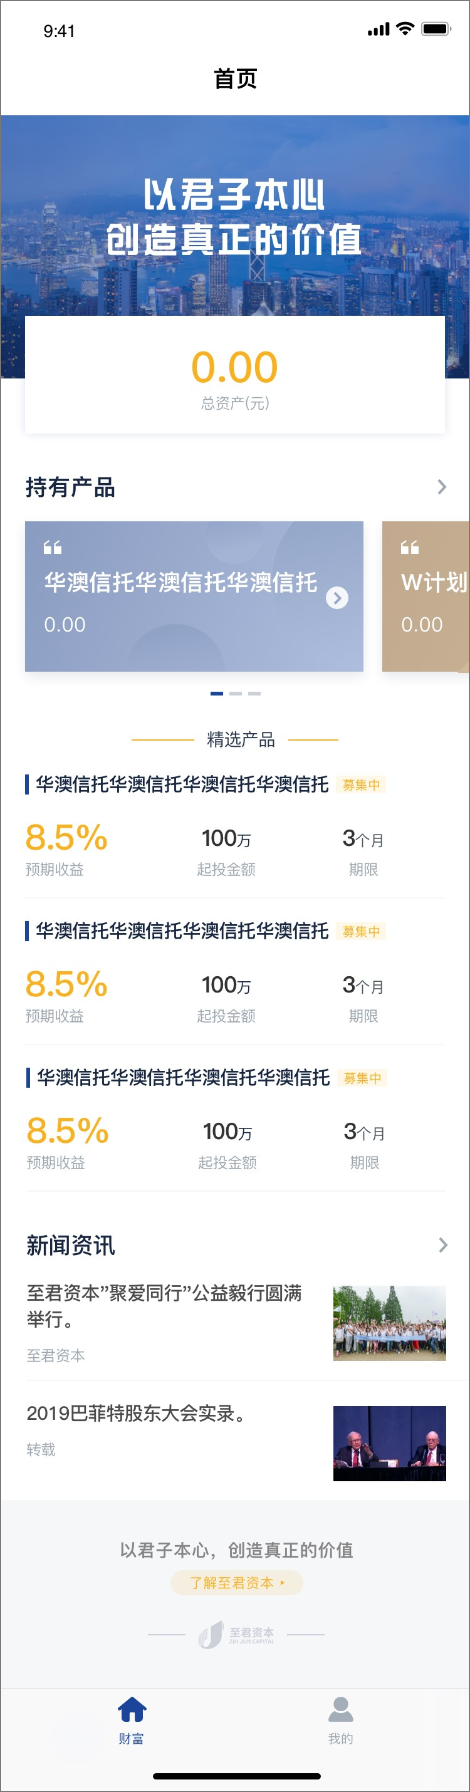 9:41
首页
以君子本心
创造真正的价值
0.00
总资产(元)
持有产品
华澳信托华澳信托华澳信托
0.00
W计划
0.00
精选产品
华澳信托华澳信托华澳信托华澳信托 募集中
8.5% 100万 3个月
预期收益 起投金额 期限
华澳信托华澳信托华澳信托华澳信托 募集中
8.5% 100万 3个月
预期收益 起投金额 期限
华澳信托华澳信托华澳信托华澳信托 募集中
8.5% 100万 3个月
预期收益 起投金额 期限
新闻资讯
至君资本”聚爱同行”公益毅行圆满
举行。
至君资本
2019巴菲特股东大会实录。
转载
以君子本心，创造真正的价值
了解至君资本
至君资本
ZHI JUN CAPITAL
财富 我的